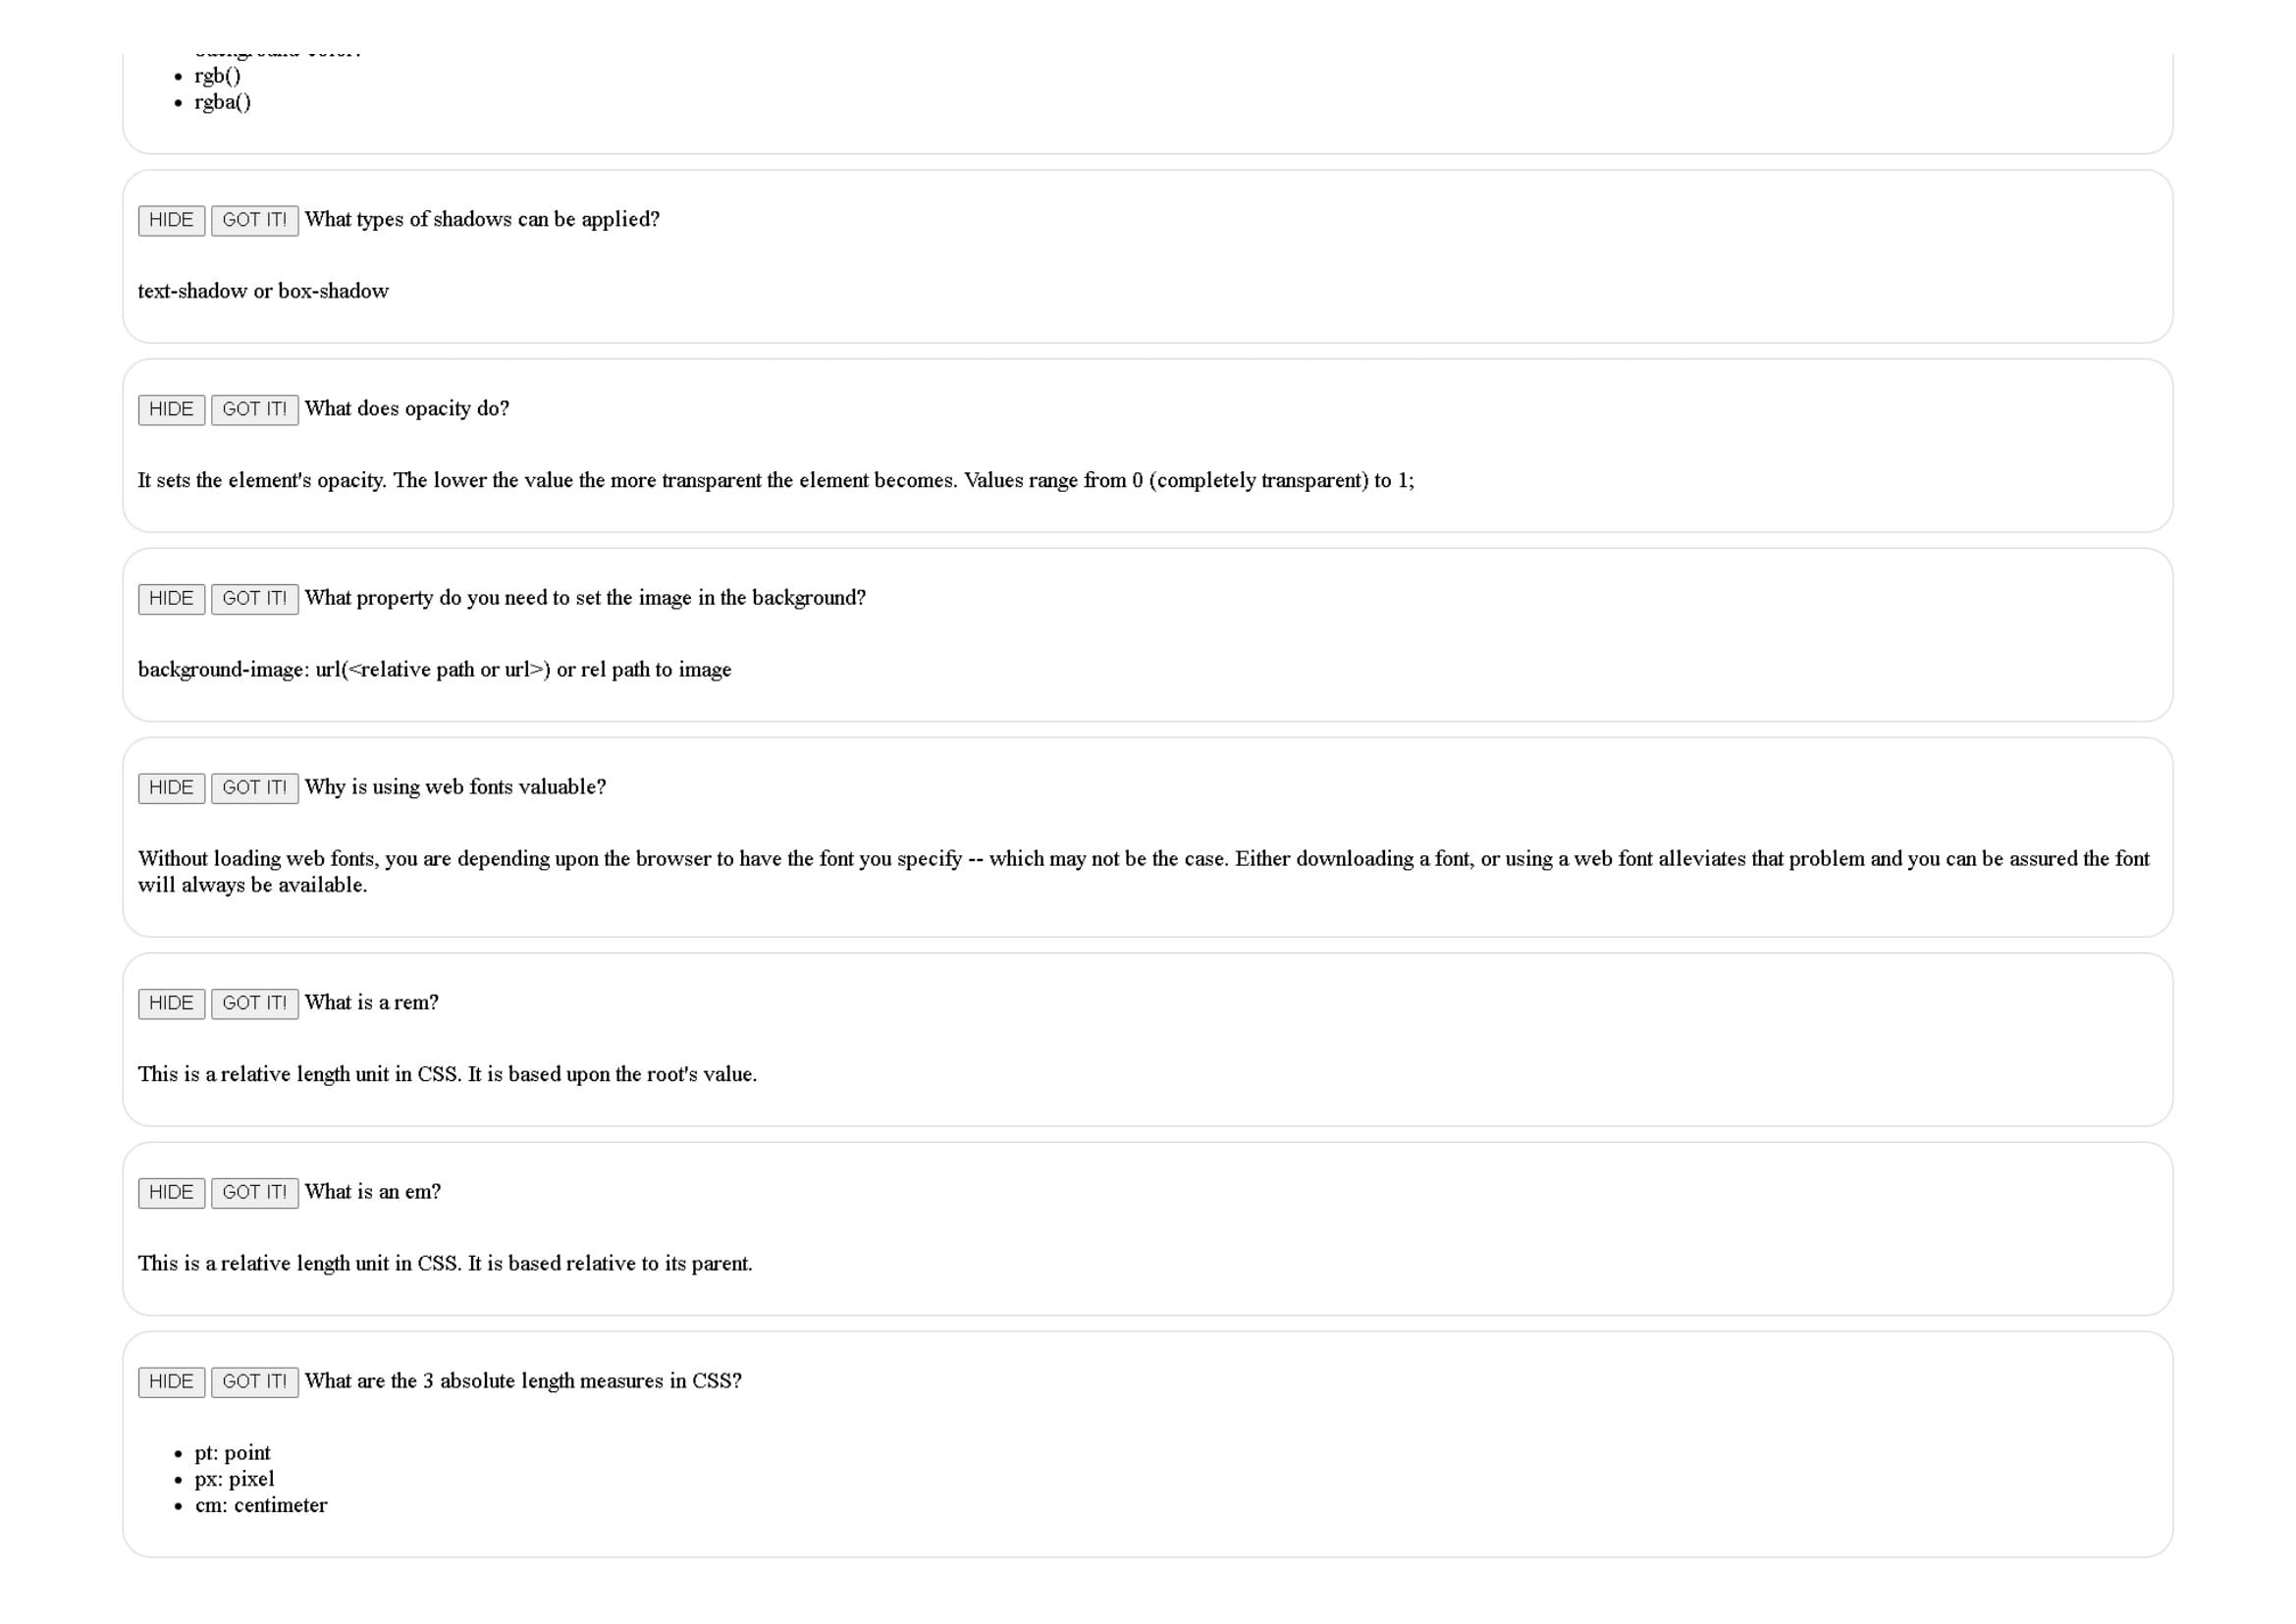 rgb()
rgba()
HIDE GOT IT! What types of shadows can be applied?
text-shadow or box-shadow
HIDE GOT IT! What does opacity do?
It sets the element's opacity. The lower the value the more transparent the element becomes. Values range from 0 (completely transparent) to 1;
HIDE GOT IT! What property do you need to set the image in the background?
background-image: url(<relative path or url>) or rel path to image
HIDE GOT IT! Why is using web fonts valuable?
Without loading web fonts, you are depending upon the browser to have the font you specify -- which may not be the case. Either downloading a font, or using a web font alleviates that problem and you can be assured the font
will always be available.
HIDE GOT IT! What is a rem?
This is a relative length unit in CSS. It is based upon the root's value.
HIDE GOT IT! What is an em?
This is a relative length unit in CSS. It is based relative to its parent.
HIDE GOT IT! What are the 3 absolute length measures in CSS?
pt: point
px: pixel
cm: centimeter